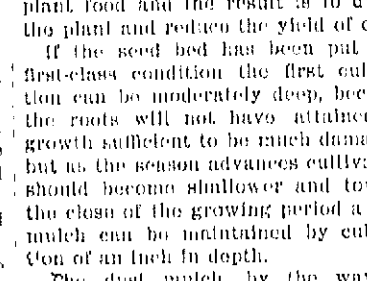 plant food and the result is to d
the plant and reduce the yield of c
If the seed bed has been put
first-class condition the first cul
tion can be moderately deep, bec
the roots will not have attaine
growth sufficient to be much dama
but as the season advances cultiva
should become shallower and tow
the close of the growing period a
mulch can be maintained by cul
tion of an inch in depth.
The dust mulch, by the way